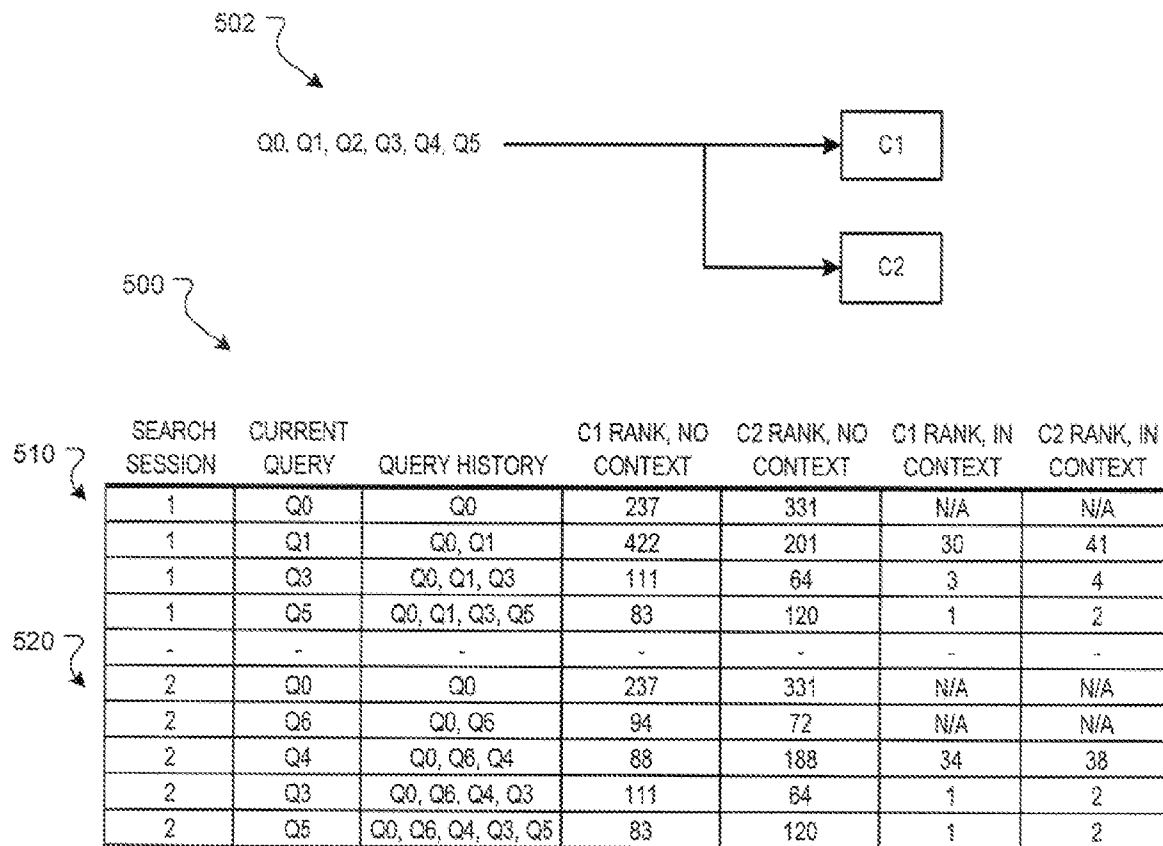 502
Q0, Q1, Q2, Q3, Q4, Q5
C1
C2
500
SEARCH SESSION CURRENT QUERY QUERY HISTORY C1 RANK, NO CONTEXT C2 RANK, NO CONTEXT C1 RANK, IN CONTEXT C2 RANK, IN CONTEXT
510
1 Q0 Q0 237 331 N/A N/A
1 Q1 Q0, Q1 422 201 30 41
1 Q3 Q0, Q1, Q3 111 64 3 4
1 Q5 Q0, Q1, Q3, Q5 83 120 1 2
520
- - - - - - -
2 Q0 Q0 237 331 N/A N/A
2 Q6 Q0, Q6 94 72 N/A N/A
2 Q4 Q0, Q6, Q4 88 188 34 38
2 Q3 Q0, Q6, Q4, Q3 111 64 1 2
2 Q5 Q0, Q6, Q4, Q3, Q5 83 120 1 2